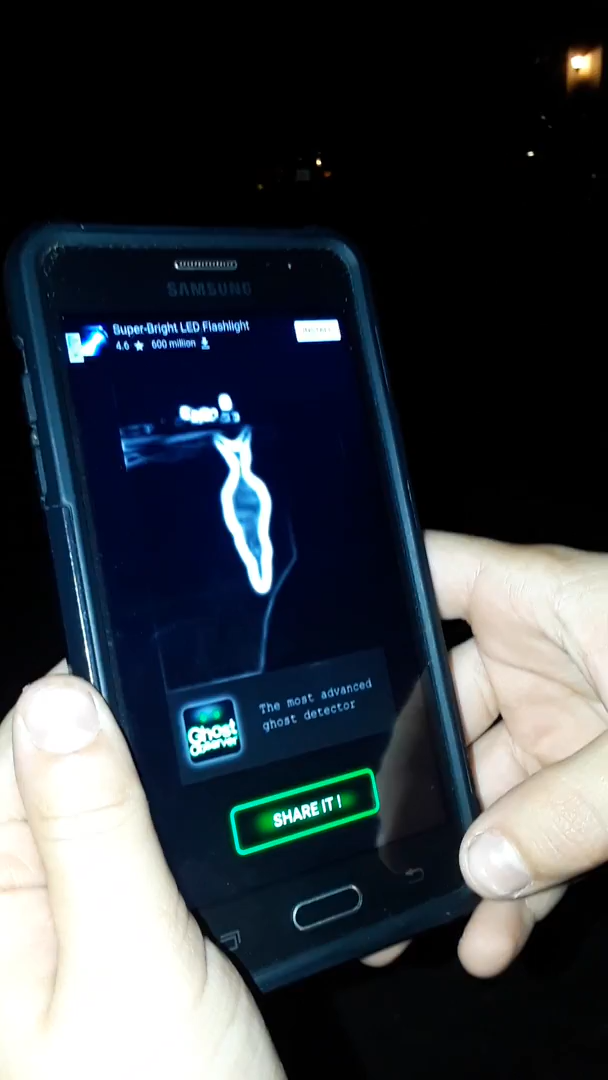 SAMSUNG
Super-Bright LED Flashlight
4.6 ★ 600 million
The most advanced
ghost detector
Ghost
Observer
SHARE IT !